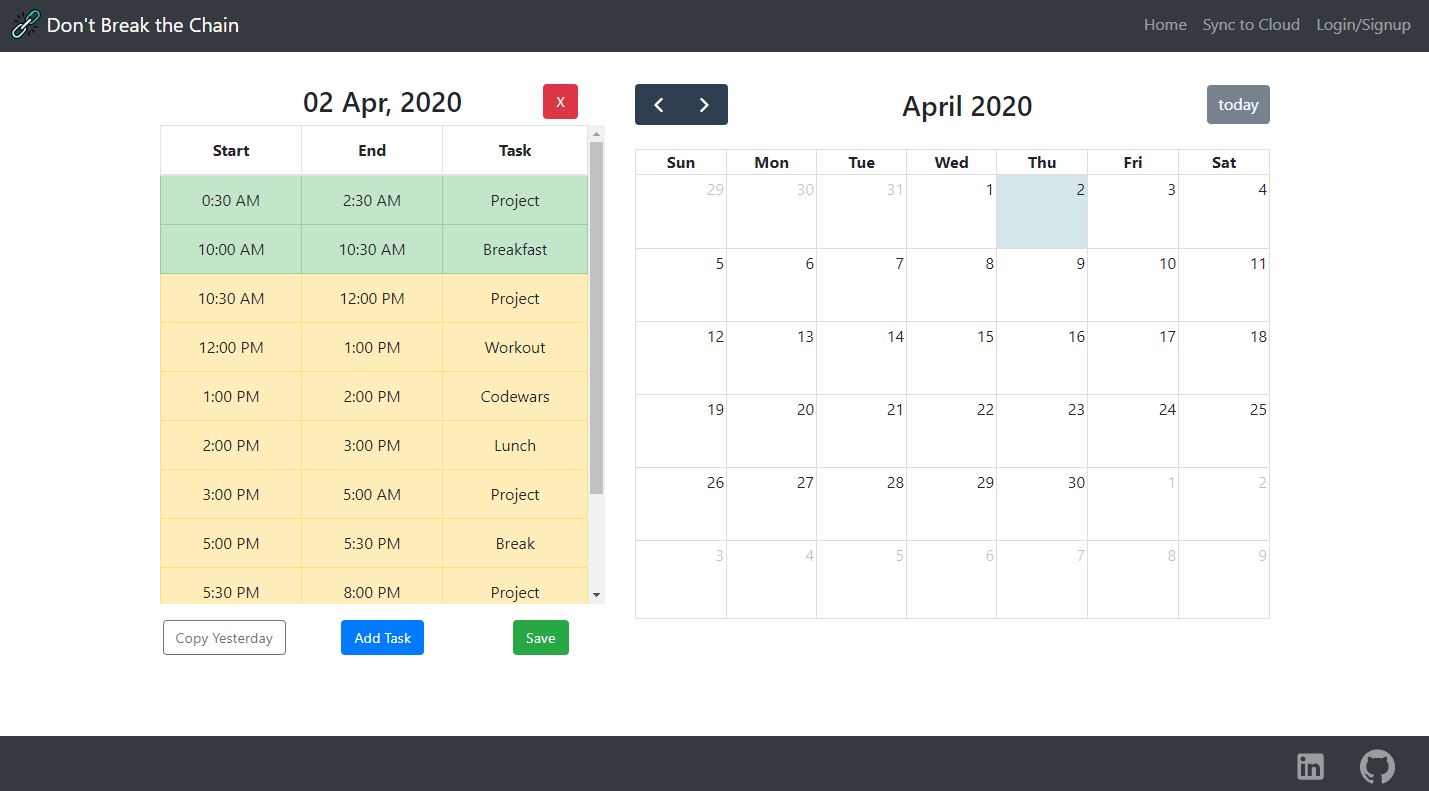 Don't Break the Chain
Home Sync to Cloud Login/Signup
02 Apr, 2020 X
Start End Task
0:30 AM 2:30 AM Project
10:00 AM 10:30 AM Breakfast
10:30 AM 12:00 PM Project
12:00 PM 1:00 PM Workout
1:00 PM 2:00 PM Codewars
2:00 PM 3:00 PM Lunch
3:00 PM 5:00 AM Project
5:00 PM 5:30 PM Break
5:30 PM 8:00 PM Project
Copy Yesterday Add Task Save
April 2020 today
Sun Mon Tue Wed Thu Fri Sat
29 30 31 1 2 3 4
5 6 7 8 9 10 11
12 13 14 15 16 17 18
19 20 21 22 23 24 25
26 27 28 29 30 1 2
3 4 5 6 7 8 9
in